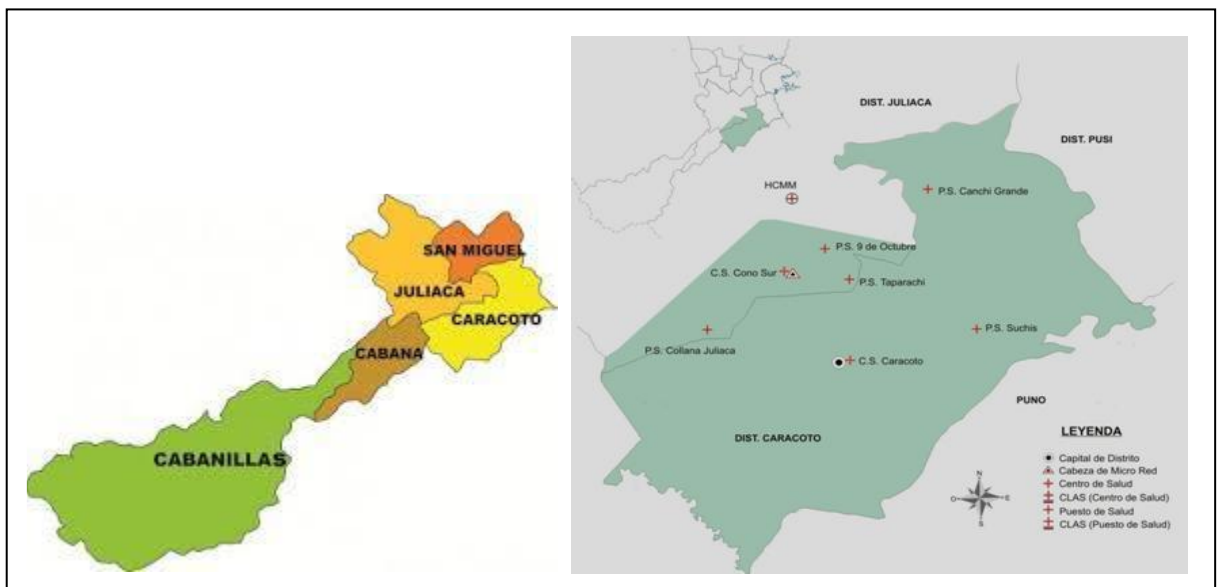 SAN MIGUEL
JULIACA
CARACOTO
CABANA
CABANILLAS
DIST. JULIACA
DIST. PUSI
HCMM
P.S. Canchi Grande
P.S. 9 de Octubre
C.S. Cono Sur
P.S. Taparachi
P.S. Collana Juliaca
P.S. Suchis
C.S. Caracoto
PUNO
DIST. CARACOTO
LEYENDA
Capital de Distrito
Cabeza de Micro Red
Centro de Salud
CLAS (Centro de Salud)
Puesto de Salud
CLAS (Puesto de Salud)
N
O
E
S